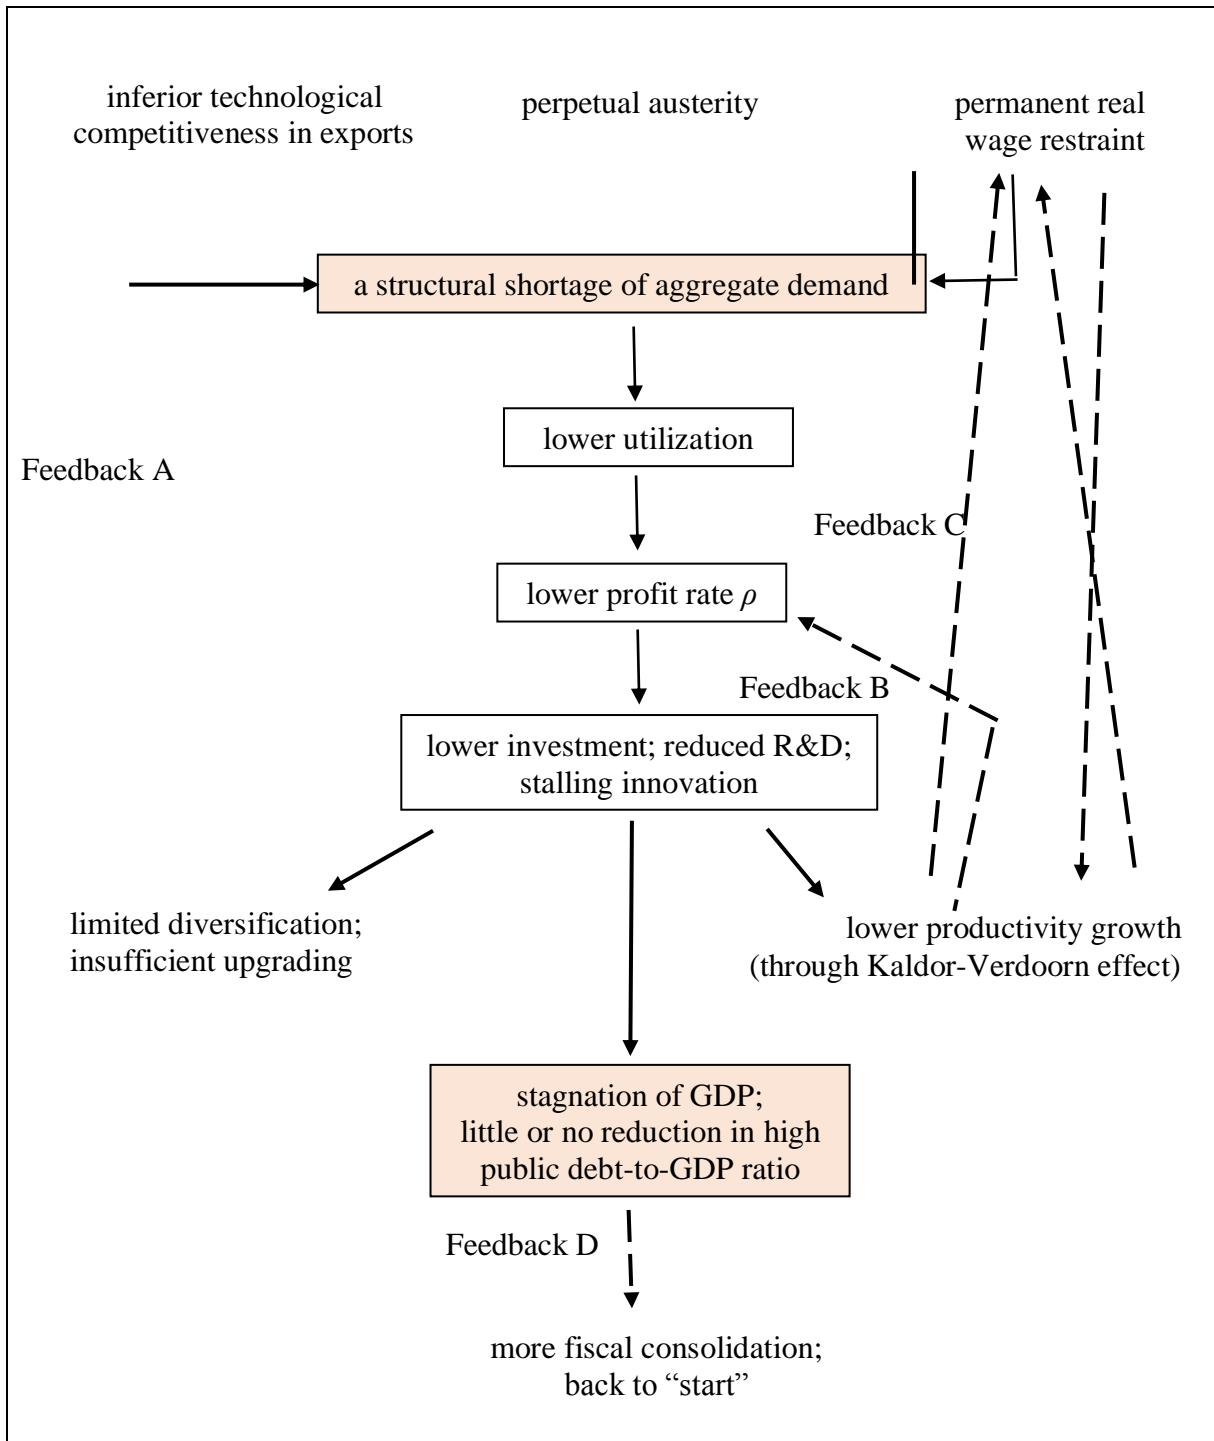 inferior technological
competitiveness in exports
perpetual austerity
permanent real
wage restraint
a structural shortage of aggregate demand
lower utilization
Feedback A
Feedback C
lower profit rate ρ
Feedback B
lower investment; reduced R&D;
stalling innovation
limited diversification;
insufficient upgrading
lower productivity growth
(through Kaldor-Verdoorn effect)
stagnation of GDP;
little or no reduction in high
public debt-to-GDP ratio
Feedback D
more fiscal consolidation;
back to “start”